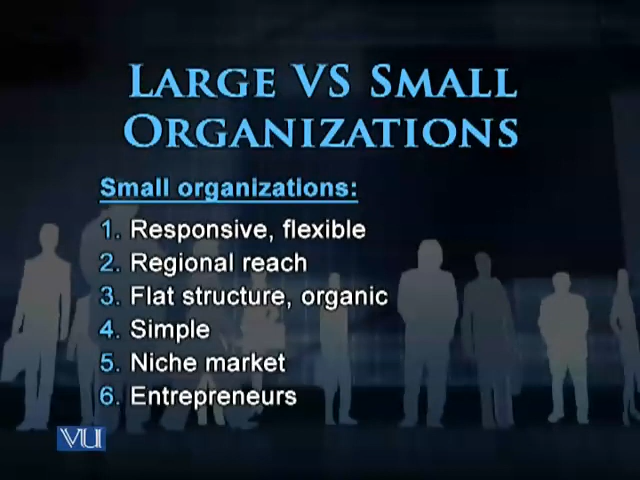 LARGE VS SMALL
ORGANIZATIONS
Small organizations:
1. Responsive, flexible
2. Regional reach
3. Flat structure, organic
4. Simple
5. Niche market
6. Entrepreneurs
VU